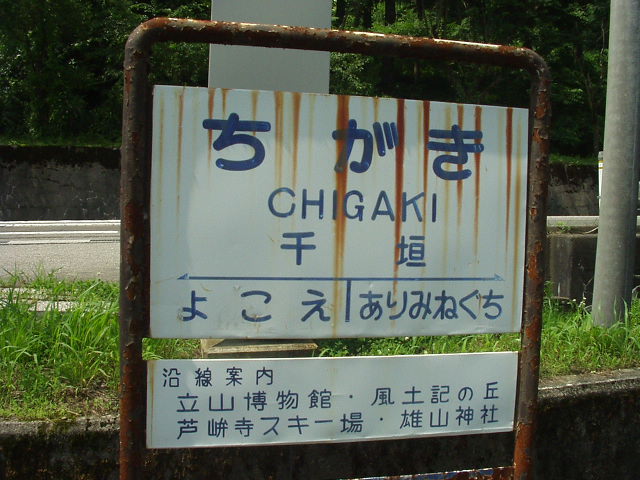 ちがき
CHIGAKI
千垣
よこえ ありみねぐち
沿線案内
立山博物館・風土記の丘
芦峅寺スキー場・雄山神社